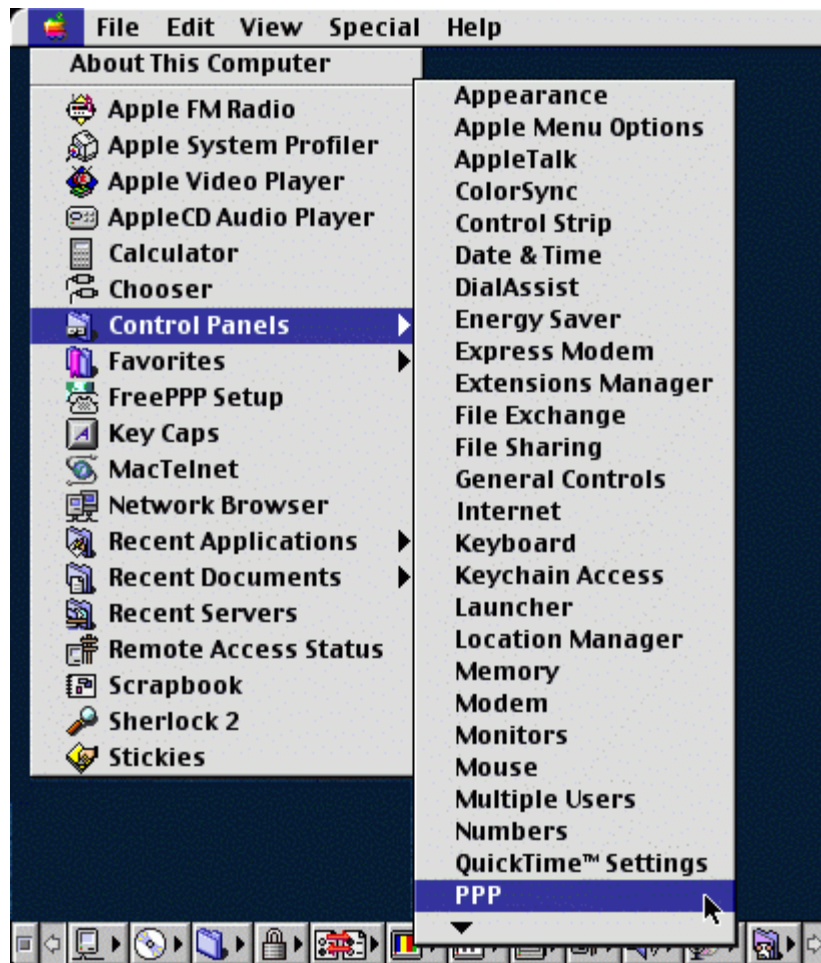 File Edit View Special Help
About This Computer
Apple FM Radio
Apple System Profiler
Apple Video Player
AppleCD Audio Player
Calculator
Chooser
Control Panels
Favorites
FreePPP Setup
Key Caps
MacTelnet
Network Browser
Recent Applications
Recent Documents
Recent Servers
Remote Access Status
Scrapbook
Sherlock 2
Stickies
Appearance
Apple Menu Options
AppleTalk
ColorSync
Control Strip
Date & Time
DialAssist
Energy Saver
Express Modem
Extensions Manager
File Exchange
File Sharing
General Controls
Internet
Keyboard
Keychain Access
Launcher
Location Manager
Memory
Modem
Monitors
Mouse
Multiple Users
Numbers
QuickTime™ Settings
PPP